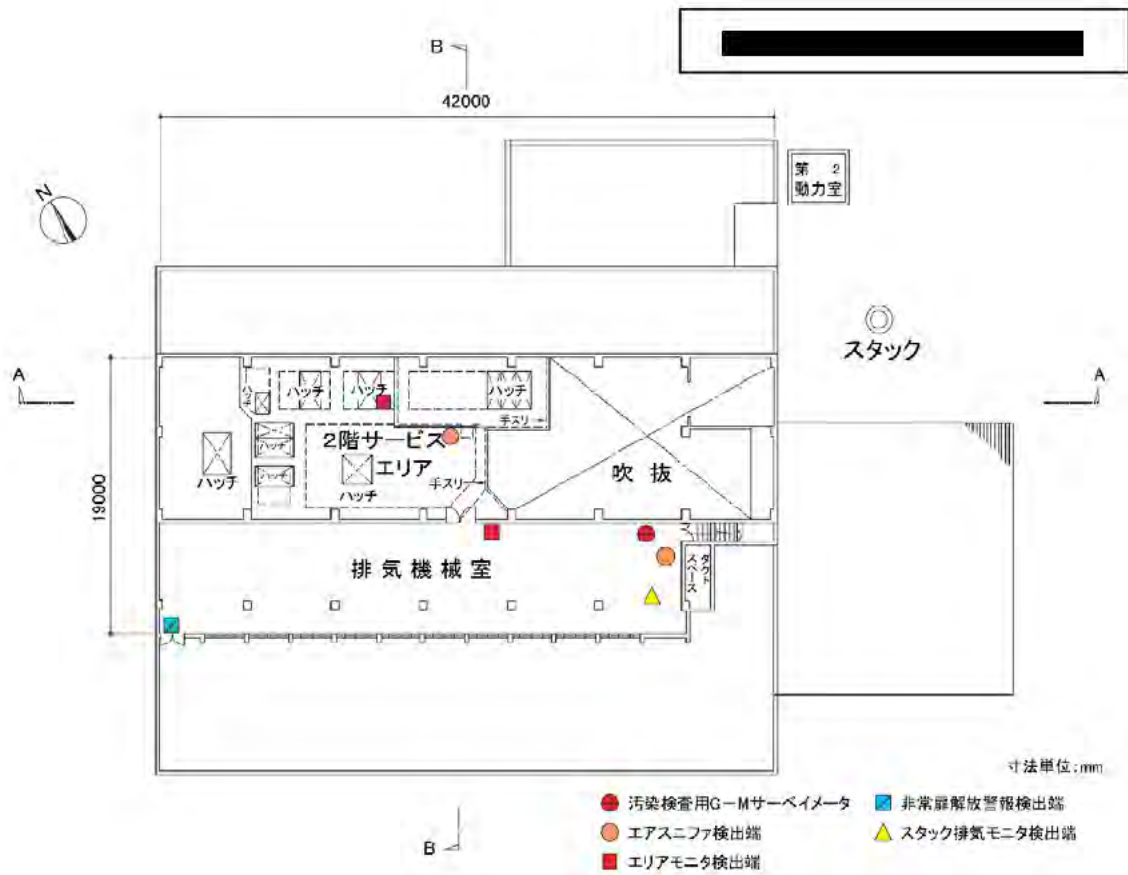 B
42000
N
第 2
動力室
スタック
A
A
ハッチ
ハッチ
ハッチ
ハッチ
手スリ
2階サービス
エリア
ハッチ
吹 抜
ハッチ
ハッチ
手スリ
ハッチ
19000
排 気 機 械 室
ダクト
スペース
寸法単位:mm
汚染検査用G-Mサーベイメータ
非常扉解放警報検出端
エアスニファ検出端
スタック排気モニタ検出端
エリアモニタ検出端
B